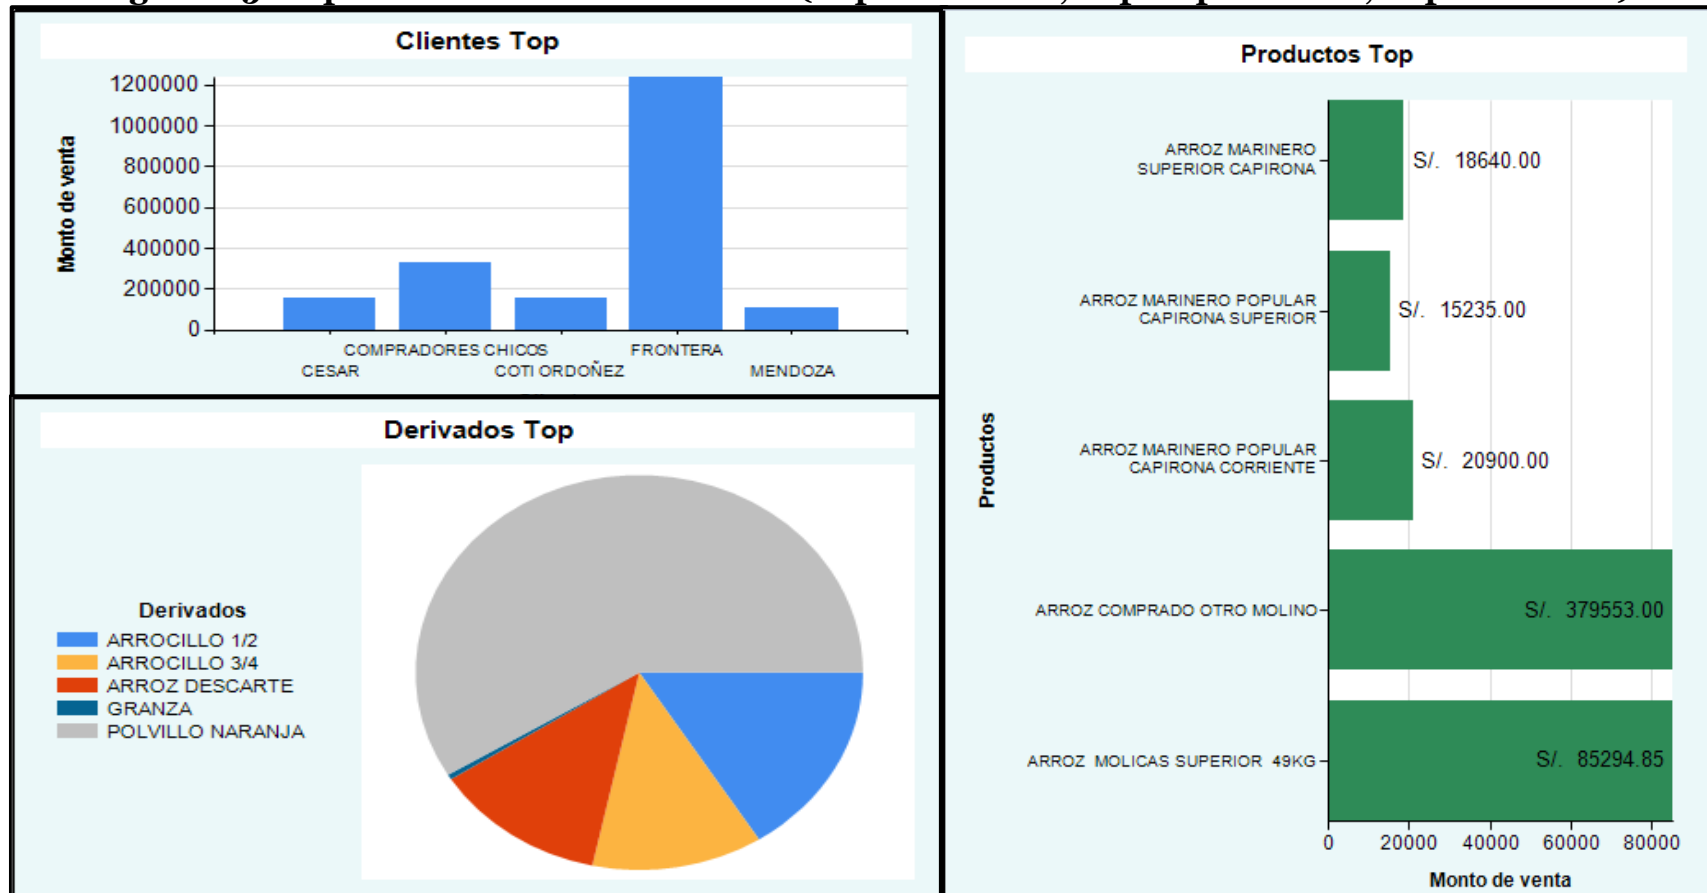 Clientes Top
Monto de venta
1200000
1000000
800000
600000
400000
200000
0
COMPRADORES CHICOS
FRONTERA
CESAR
COTI ORDOÑEZ
MENDOZA
Derivados Top
Derivados
ARROCILLO 1/2
ARROCILLO 3/4
ARROZ DESCARTE
GRANZA
POLVILLO NARANJA
Productos Top
Productos
ARROZ MARINERO
SUPERIOR CAPIRONA
S/. 18640.00
ARROZ MARINERO POPULAR
CAPIRONA SUPERIOR
S/. 15235.00
ARROZ MARINERO POPULAR
CAPIRONA CORRIENTE
S/. 20900.00
ARROZ COMPRADO OTRO MOLINO
S/. 379553.00
ARROZ MOLICAS SUPERIOR 49KG
S/. 85294.85
0 20000 40000 60000 80000
Monto de venta